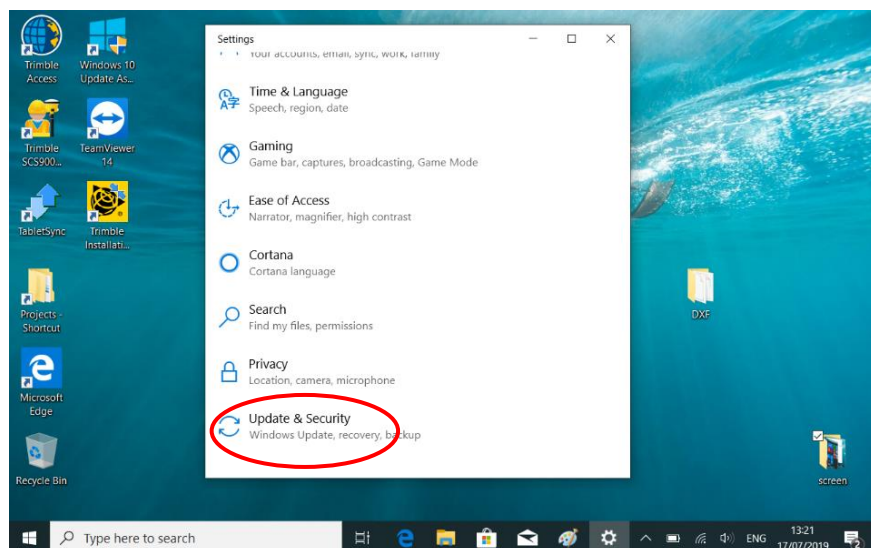 Trimble
Access
Windows 10
Update As...
Trimble
SCS900...
TeamViewer
14
TabletSync
Trimble
Installati...
Projects -
Shortcut
Microsoft
Edge
Recycle Bin
Settings
Your accounts, email, sync, work, family
Time & Language
Speech, region, date
Gaming
Game bar, captures, broadcasting, Game Mode
Ease of Access
Narrator, magnifier, high contrast
Cortana
Cortana language
Search
Find my files, permissions
Privacy
Location, camera, microphone
Update & Security
Windows Update, recovery, backup
DXF
screen
Type here to search
ENG
13:21
17/07/2019
2